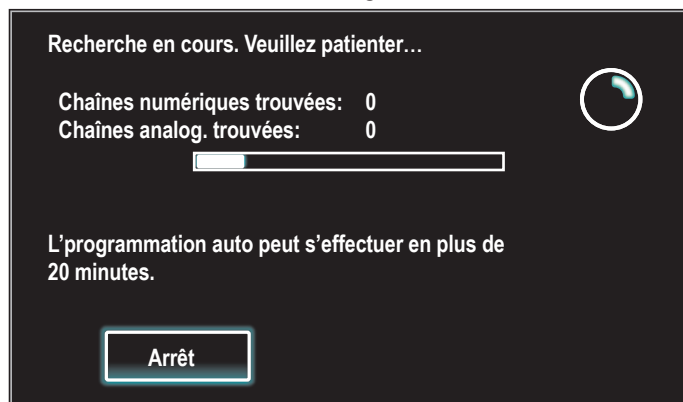 Recherche en cours. Veuillez patienter…
Chaînes numériques trouvées: 0
Chaînes analog. trouvées: 0
L’programmation auto peut s’effectuer en plus de
20 minutes.
Arrêt